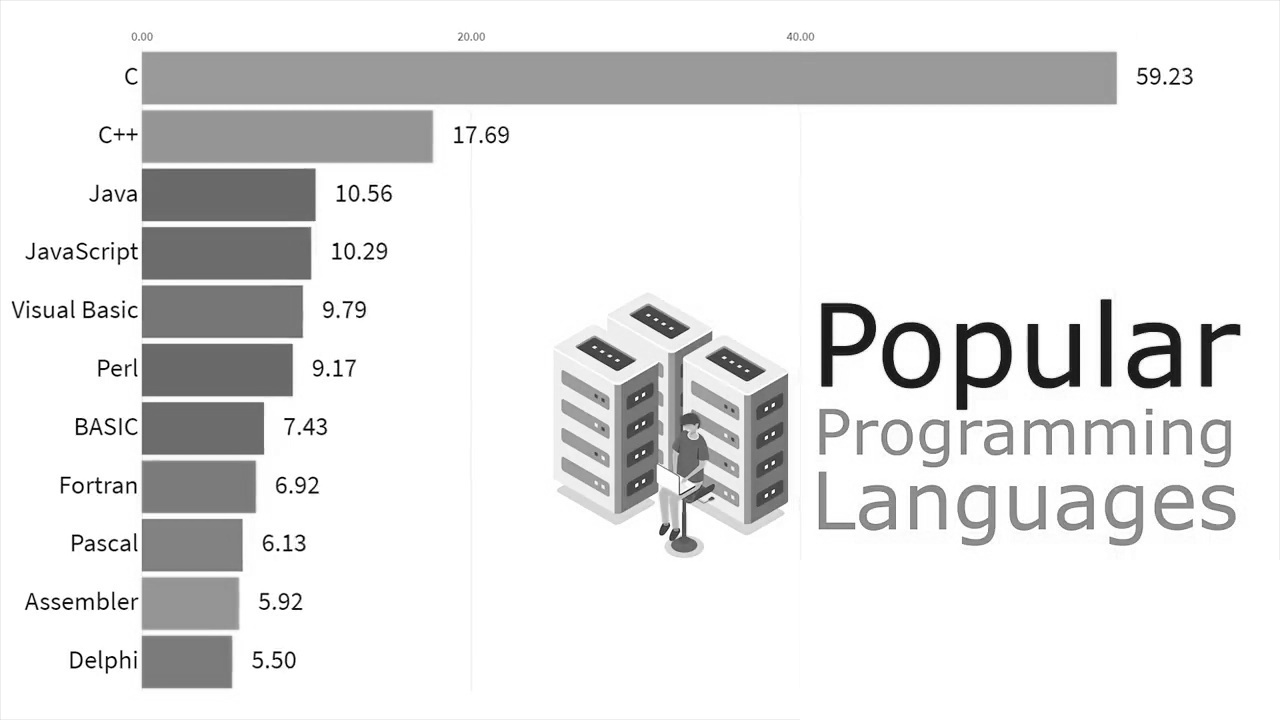 0.00 20.00 40.00
C 59.23
C++ 17.69
Java 10.56
JavaScript 10.29
Visual Basic 9.79
Perl 9.17
BASIC 7.43
Fortran 6.92
Pascal 6.13
Assembler 5.92
Delphi 5.50
Popular
Programming
Languages